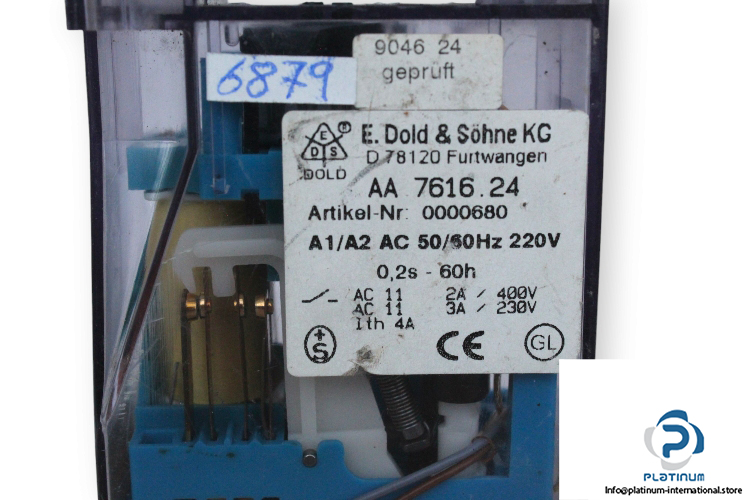 9046 24
geprüft
6879
E
D S
R
DOLD
E. Dold & Söhne KG
D 78120 Furtwangen
AA 7616.24
Artikel-Nr: 0000680
A1/A2 AC 50/60Hz 220V
0,2s - 60h
AC 11 2A / 400V
AC 11 3A / 230V
Ith 4A
S
CE
GL
PLATINUM
Info@platinum-international.store